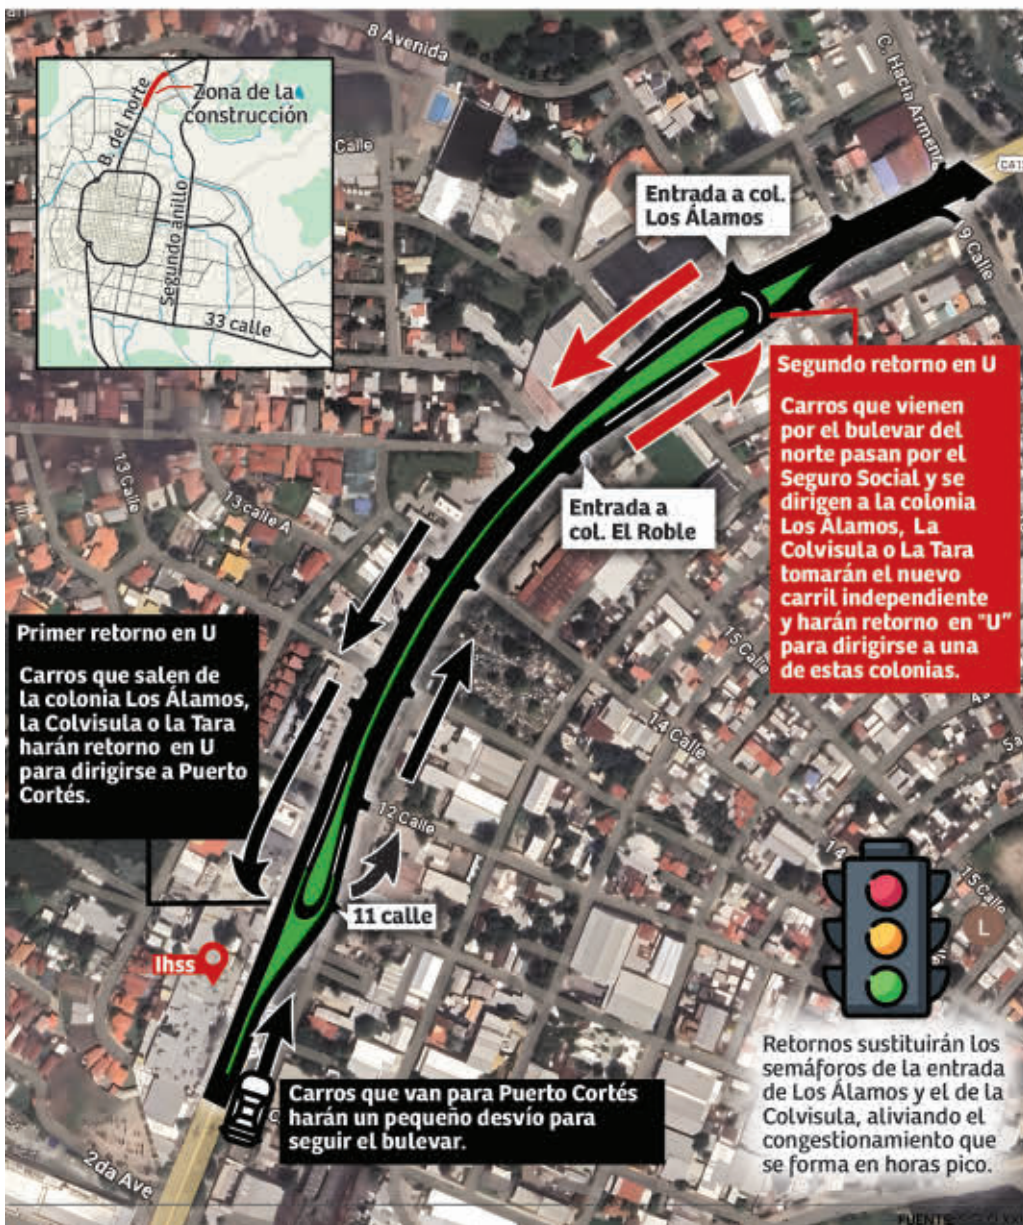 8 Avenida
C. Hacia Armen
Calle
CA1
9 Calle
B. del norte
Zona de la
construcción
Segundo anillo
33 calle
Entrada a col.
Los Álamos
Segundo retorno en U
Carros que vienen
por el bulevar del
norte pasan por el
Seguro Social y se
dirigen a la colonia
Los Álamos, La
Colvisula o La Tara
tomarán el nuevo
carril independiente
y harán retorno en "U"
para dirigirse a una
de estas colonias.
Entrada a
col. El Roble
13 Calle
13 calle A
Primer retorno en U
Carros que salen de
la colonia Los Álamos,
la Colvisula o la Tara
harán retorno en U
para dirigirse a Puerto
Cortés.
15 Calle
14 Calle
12 Calle
11 calle
14
15 Calle
L
Ihss
Carros que van para Puerto Cortés
harán un pequeño desvío para
seguir el bulevar.
2da Ave
Retornos sustituirán los
semáforos de la entrada
de Los Álamos y el de la
Colvisula, aliviando el
congestionamiento que
se forma en horas pico.